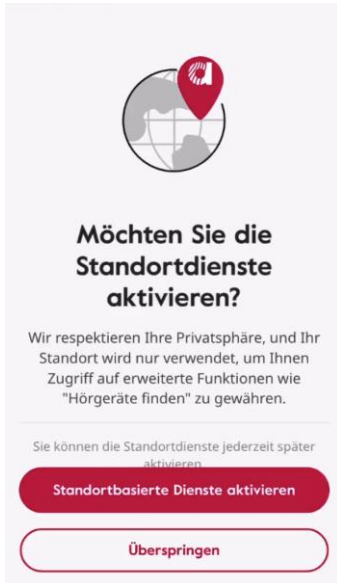 Möchten Sie die
Standortdienste
aktivieren?
Wir respektieren Ihre Privatsphäre, und Ihr
Standort wird nur verwendet, um Ihnen
Zugriff auf erweiterte Funktionen wie
"Hörgeräte finden" zu gewähren.
Sie können die Standortdienste jederzeit später
aktivieren
Standortbasierte Dienste aktivieren
Überspringen